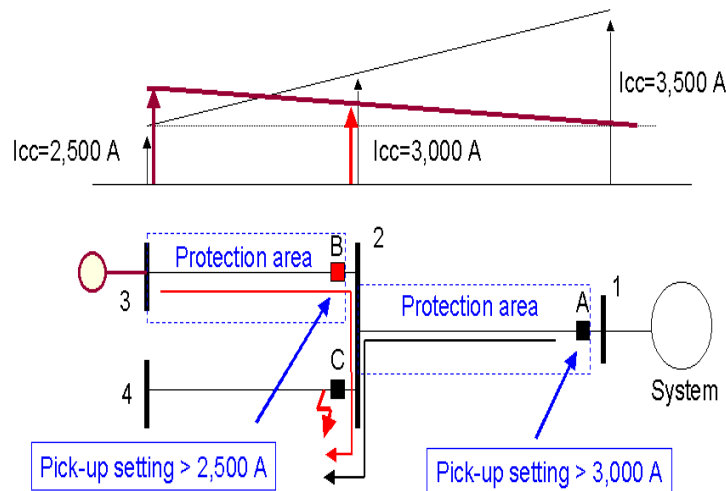 Icc=3,500 A
Icc=2,500 A
Icc=3,000 A
2
B
Protection area
Protection area
1
A
3
C
4
System
Pick-up setting > 2,500 A
Pick-up setting > 3,000 A